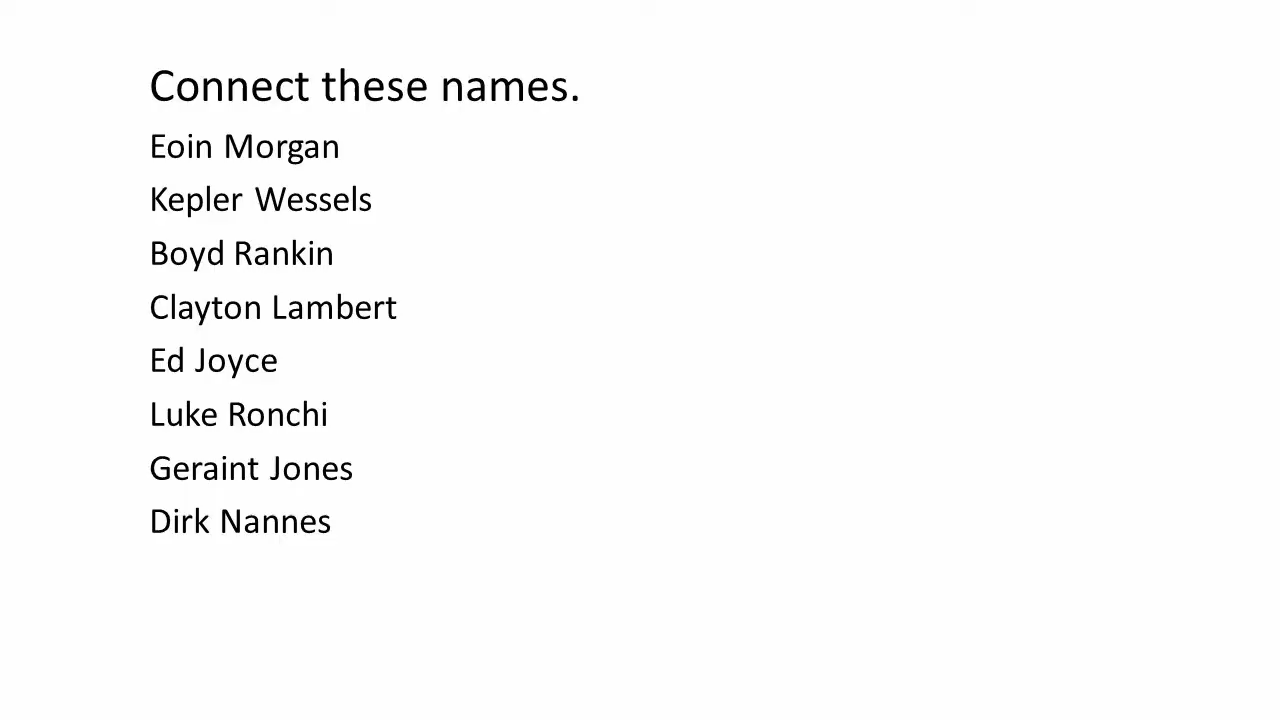 Connect these names.
Eoin Morgan
Kepler Wessels
Boyd Rankin
Clayton Lambert
Ed Joyce
Luke Ronchi
Geraint Jones
Dirk Nannes